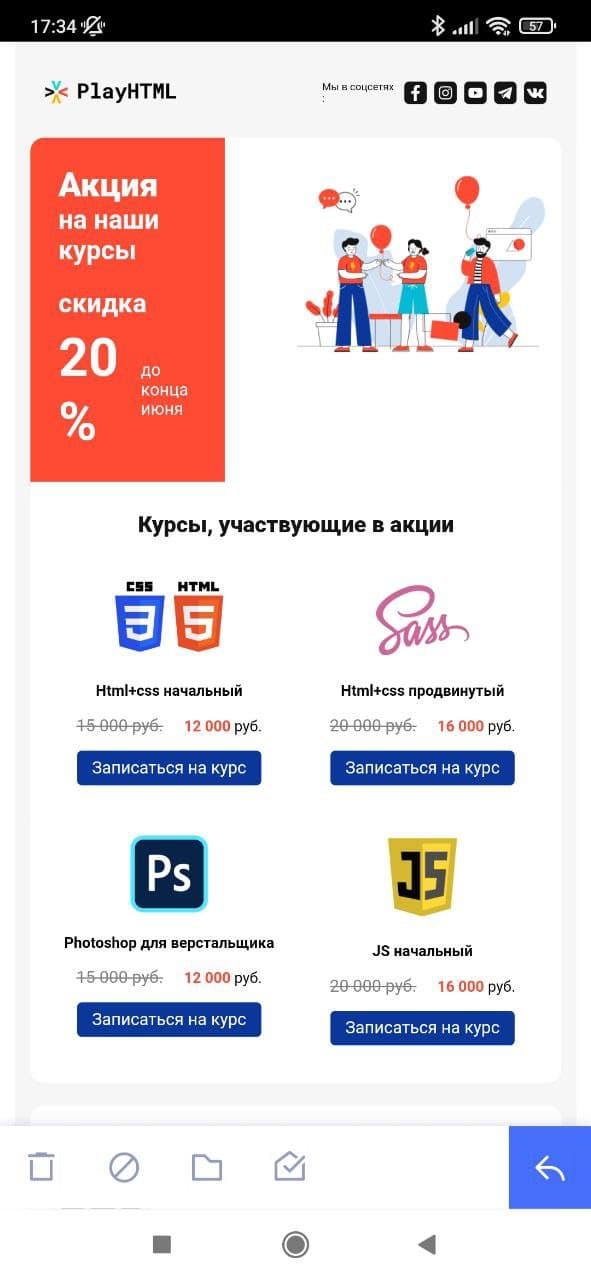 17:34
57
PlayHTML
Мы в соцсетях
:
Акция
на наши
курсы
скидка
20
%
до
конца
июня
Курсы, участвующие в акции
CSS HTML
Sass
Html+css начальный
Html+css продвинутый
15 000 руб. 12 000 руб.
20 000 руб. 16 000 руб.
Записаться на курс
Записаться на курс
Ps
JS
Photoshop для верстальщика
JS начальный
15 000 руб. 12 000 руб.
20 000 руб. 16 000 руб.
Записаться на курс
Записаться на курс